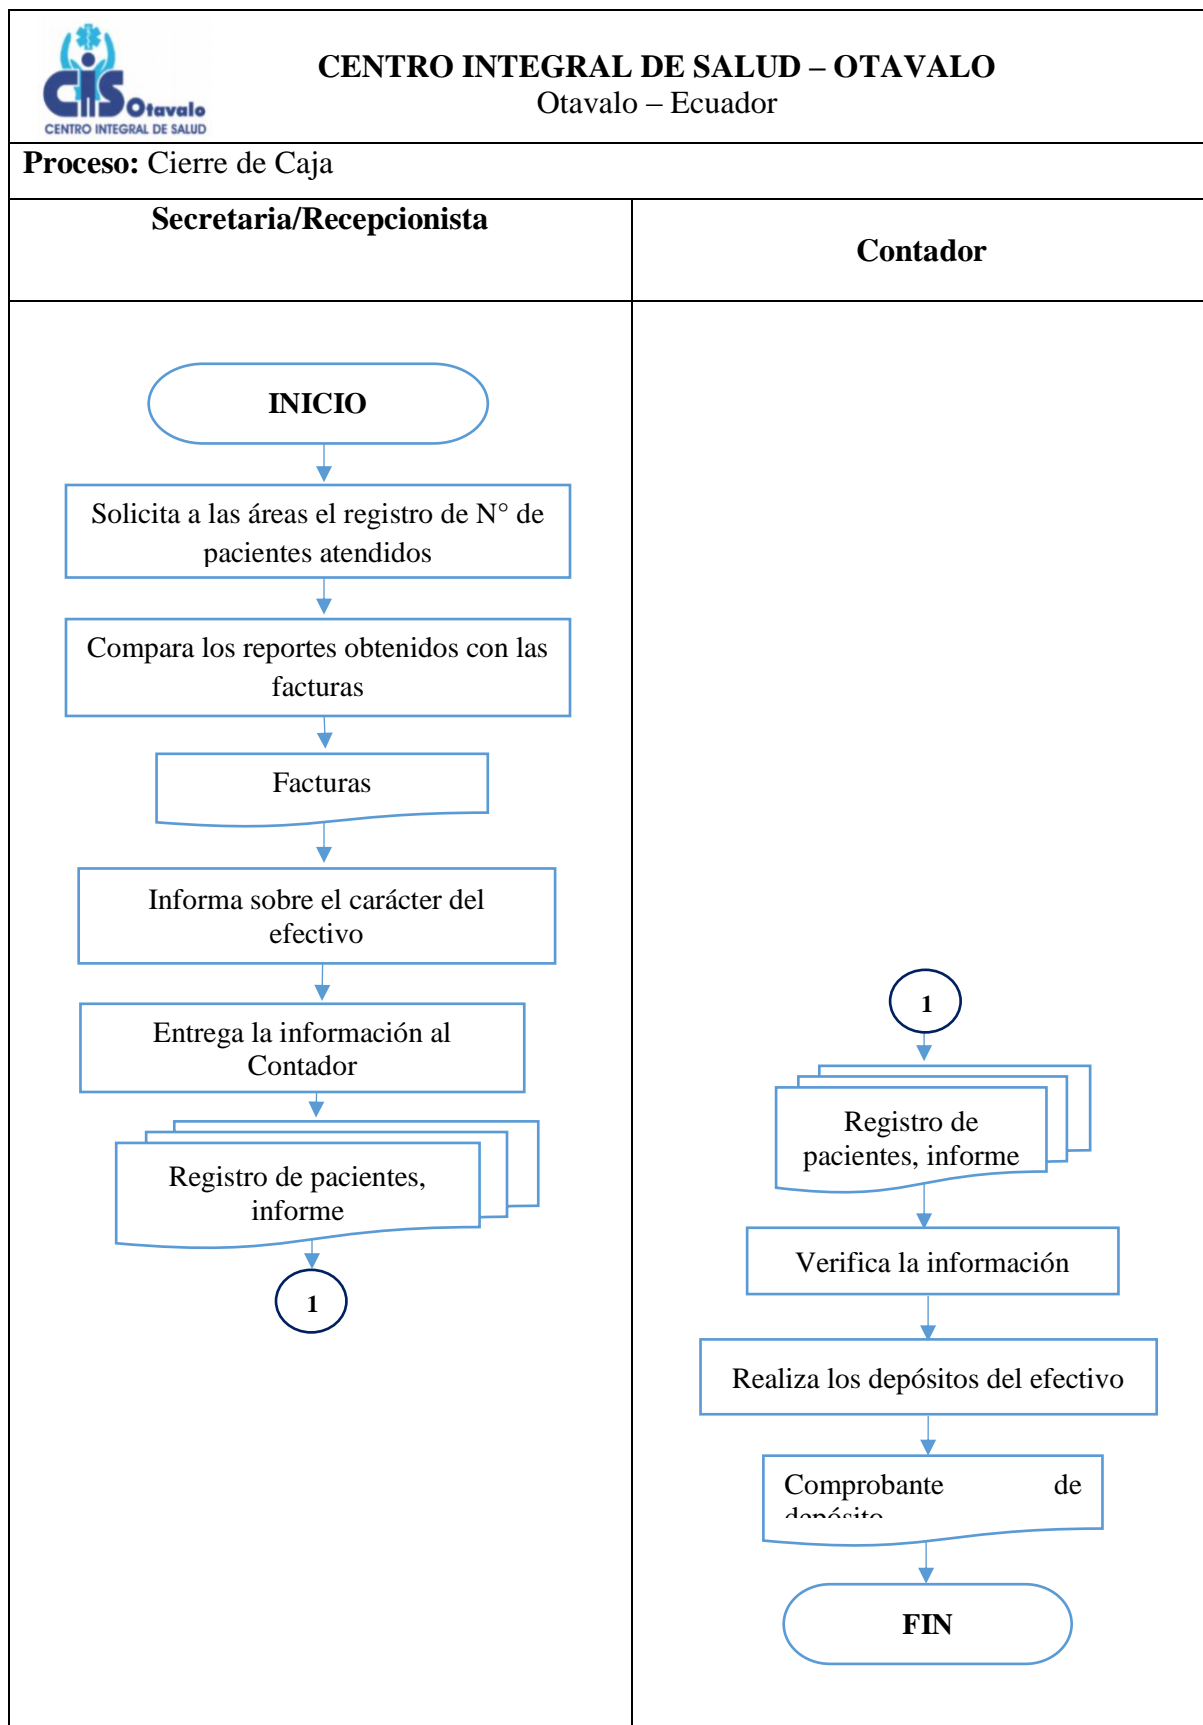 CIS Otavalo
CENTRO INTEGRAL DE SALUD
CENTRO INTEGRAL DE SALUD – OTAVALO
Otavalo – Ecuador
Proceso: Cierre de Caja
Secretaria/Recepcionista
Contador
INICIO
Solicita a las áreas el registro de N° de
pacientes atendidos
Compara los reportes obtenidos con las
facturas
Facturas
Informa sobre el carácter del
efectivo
Entrega la información al
Contador
Registro de pacientes,
informe
1
1
Registro de
pacientes, informe
Verifica la información
Realiza los depósitos del efectivo
Comprobante de
depósito
FIN